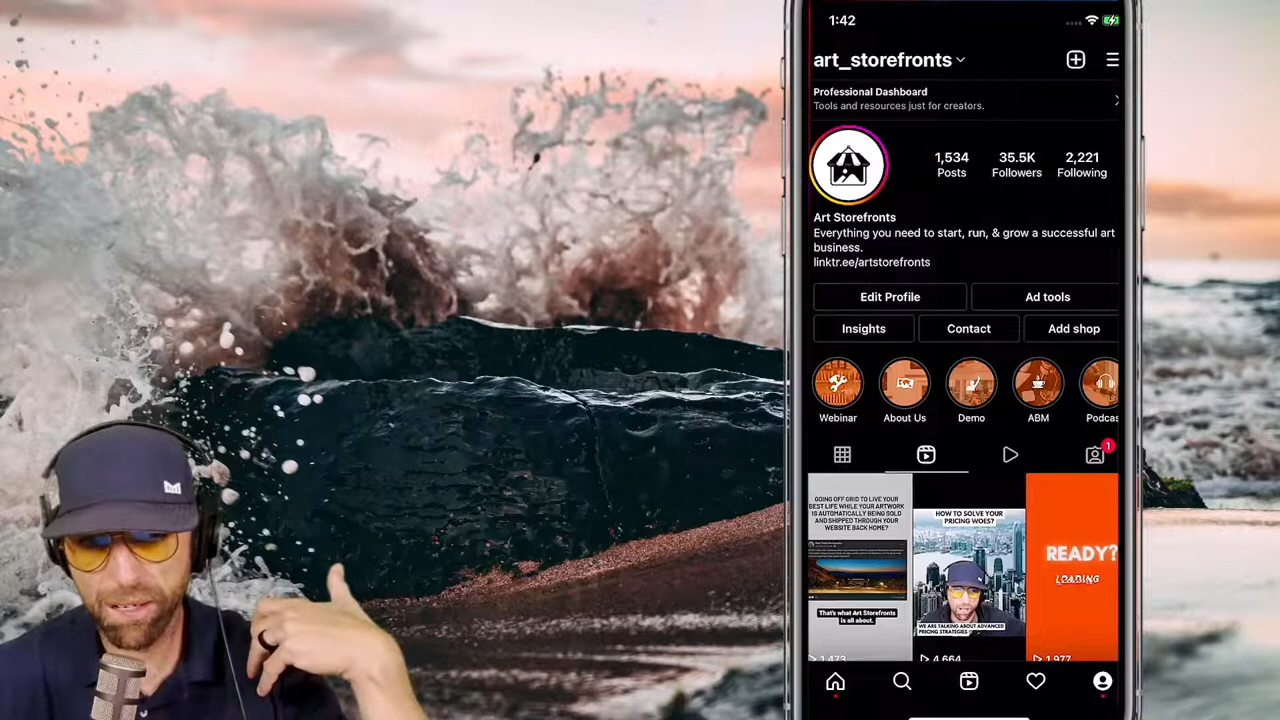 1:42
art_storefronts
Professional Dashboard
Tools and resources just for creators.
1,534
35.5K
2,221
Posts
Followers
Following
Art Storefronts
Everything you need to start, run, & grow a successful art
business.
linktr.ee/artstorefronts
Edit Profile
Ad tools
Insights
Contact
Add shop
Webinar
About Us
Demo
ABM
Podcas
1
GOING OFF GRID TO LIVE YOUR
BEST LIFE WHILE YOUR ARTWORK
IS AUTOMATICALLY BEING SOLD
AND SHIPPED THROUGH YOUR
WEBSITE BACK HOME?
That's what Art Storefronts
is all about.
1,473
HOW TO SOLVE YOUR
PRICING WOES?
WE ARE TALKING ABOUT ADVANCED
PRICING STRATEGIES
4,664
READY?
LOADING
1,977